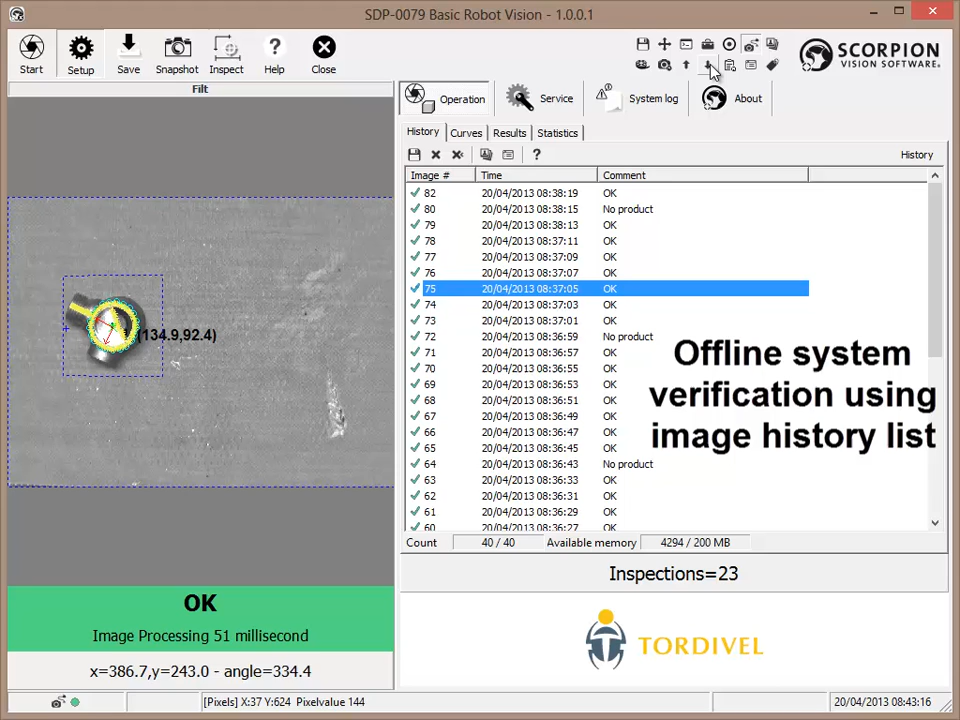 SDP-0079 Basic Robot Vision - 1.0.0.1
Start Setup Save Snapshot Inspect Help Close
SCORPION
VISION SOFTWARE®
Filt
Operation Service System log About
History Curves Results Statistics
History
Image # Time Comment
82 20/04/2013 08:38:19 OK
80 20/04/2013 08:38:15 No product
79 20/04/2013 08:38:13 OK
78 20/04/2013 08:37:11 OK
77 20/04/2013 08:37:09 OK
76 20/04/2013 08:37:07 OK
75 20/04/2013 08:37:05 OK
74 20/04/2013 08:37:03 OK
73 20/04/2013 08:37:01 OK
72 20/04/2013 08:36:59 No product
71 20/04/2013 08:36:57 OK
70 20/04/2013 08:36:55 OK
69 20/04/2013 08:36:53 OK
68 20/04/2013 08:36:51 OK
67 20/04/2013 08:36:49 OK
66 20/04/2013 08:36:47 OK
65 20/04/2013 08:36:45 OK
64 20/04/2013 08:36:43 No product
63 20/04/2013 08:36:33 OK
62 20/04/2013 08:36:31 OK
61 20/04/2013 08:36:29 OK
60 20/04/2013 08:36:27 OK
Offline system
verification using
image history list
(134.9,92.4)
Count 40 / 40 Available memory 4294 / 200 MB
Inspections=23
OK
Image Processing 51 millisecond
x=386.7,y=243.0 - angle=334.4
TORDIVEL
[Pixels] X:37 Y:624 Pixelvalue 144
20/04/2013 08:43:16